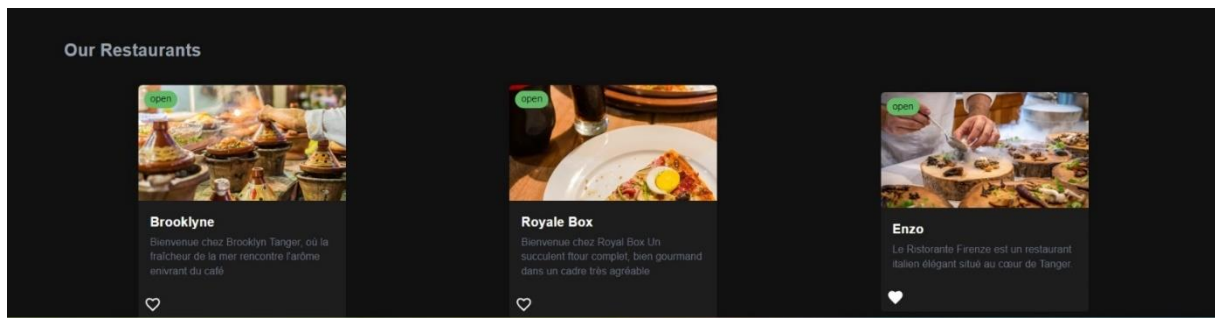 Our Restaurants
open
Brooklyne
Bienvenue chez Brooklyn Tanger, où la
fraîcheur de la mer rencontre l'arôme
enivrant du café
open
Royale Box
Bienvenue chez Royal Box Un
succulent ftour complet, bien gourmand
dans un cadre très agréable
open
Enzo
Le Ristorante Firenze est un restaurant
italien élégant situé au cœur de Tanger.